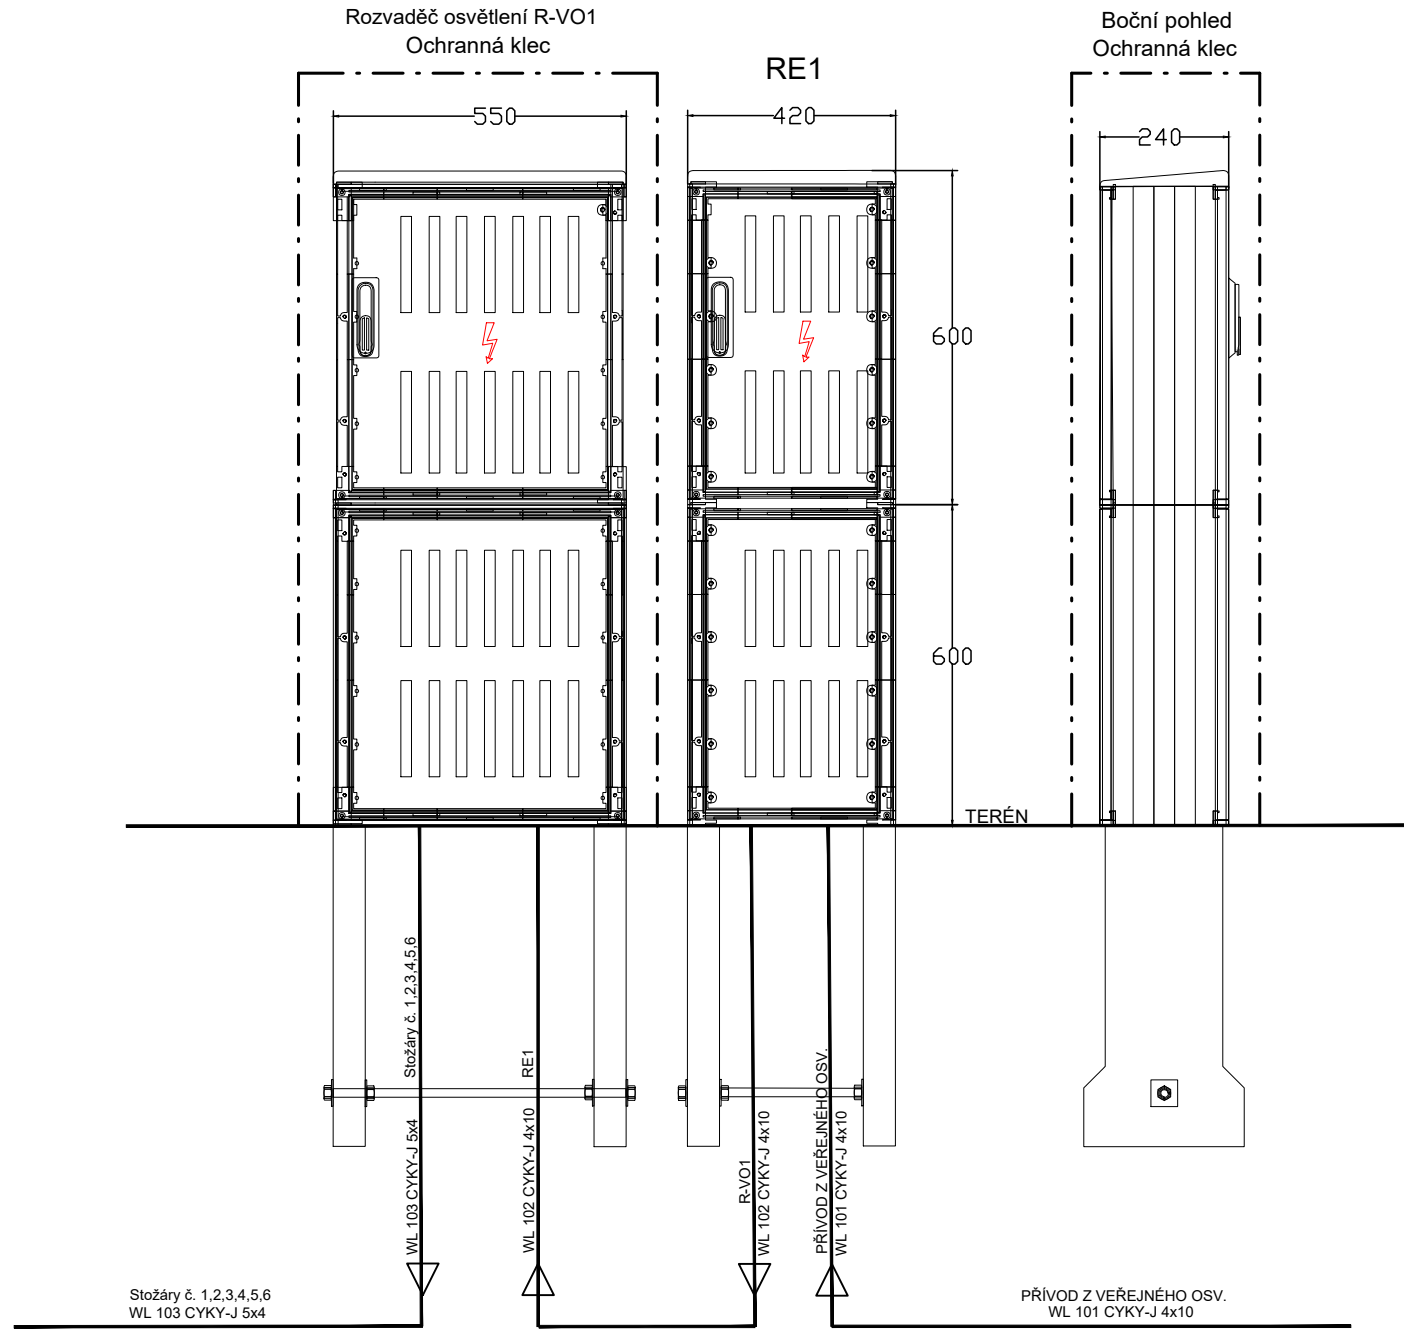 Rozvaděč osvětlení R-VO1
Ochranná klec
RE1
Boční pohled
Ochranná klec
550
420
240
600
600
TERÉN
Stožáry č. 1,2,3,4,5,6
WL 103 CYKY-J 5x4
RE1
WL 102 CYKY-J 4x10
R-VO1
WL 102 CYKY-J 4x10
PŘÍVOD Z VEŘEJNÉHO OSV.
WL 101 CYKY-J 4x10
Stožáry č. 1,2,3,4,5,6
WL 103 CYKY-J 5x4
PŘÍVOD Z VEŘEJNÉHO OSV.
WL 101 CYKY-J 4x10